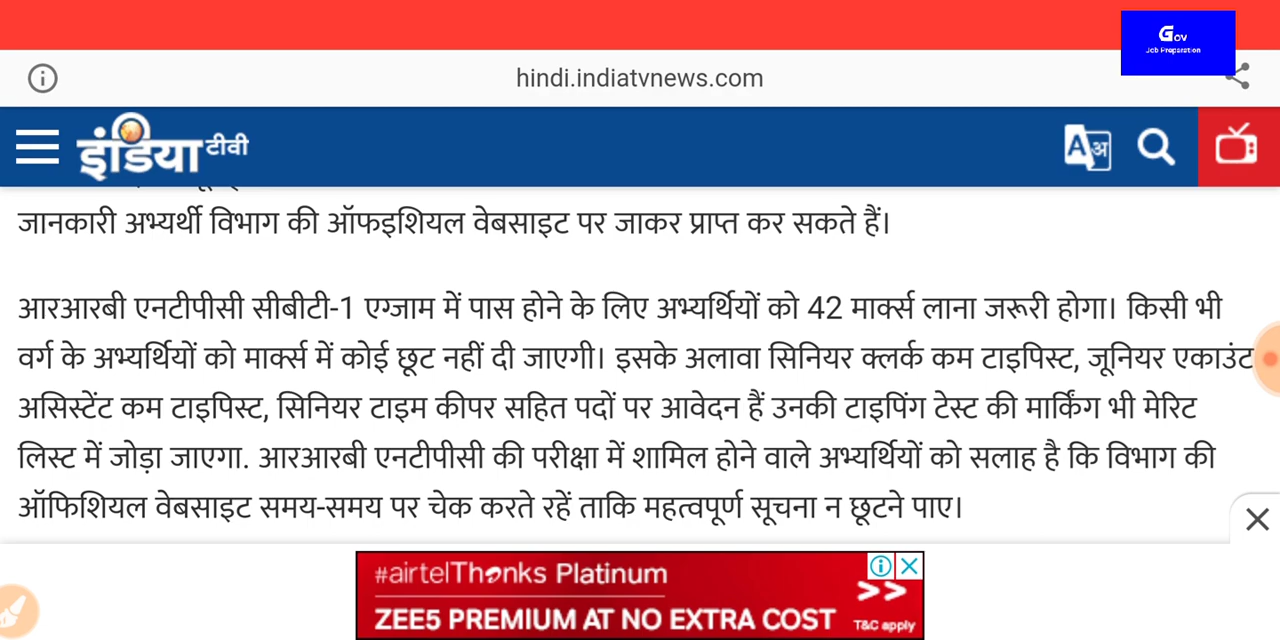 Gov
Job Preparation
hindi.indiatvnews.com
इंडिया टीवी
A अ
जानकारी अभ्यर्थी विभाग की ऑफइशियल वेबसाइट पर जाकर प्राप्त कर सकते हैं।
आरआरबी एनटीपीसी सीबीटी-1 एग्जाम में पास होने के लिए अभ्यर्थियों को 42 मार्क्स लाना जरूरी होगा। किसी भी
वर्ग के अभ्यर्थियों को मार्क्स में कोई छूट नहीं दी जाएगी। इसके अलावा सिनियर क्लर्क कम टाइपिस्ट, जूनियर एकाउंट
असिस्टेंट कम टाइपिस्ट, सिनियर टाइम कीपर सहित पदों पर आवेदन हैं उनकी टाइपिंग टेस्ट की मार्किंग भी मेरिट
लिस्ट में जोड़ा जाएगा. आरआरबी एनटीपीसी की परीक्षा में शामिल होने वाले अभ्यर्थियों को सलाह है कि विभाग की
ऑफिशियल वेबसाइट समय-समय पर चेक करते रहें ताकि महत्वपूर्ण सूचना न छूटने पाए।
#airtelThanks Platinum
ZEE5 PREMIUM AT NO EXTRA COST
T&C apply